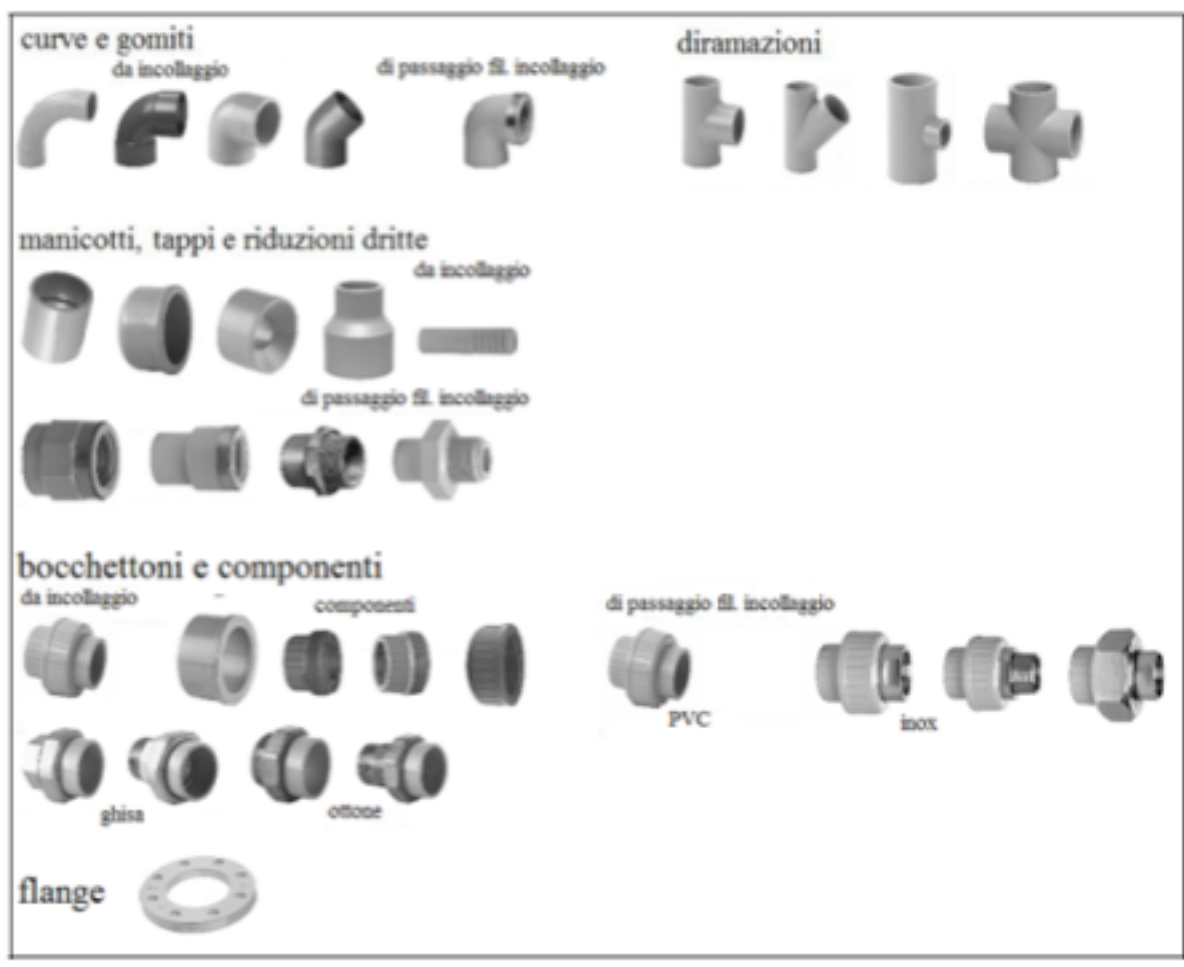 curve e gomiti
da incollaggio
di passaggio fil. incollaggio
diramazioni
manicotti, tappi e riduzioni dritte
da incollaggio
di passaggio fil. incollaggio
bocchettoni e componenti
da incollaggio
componenti
di passaggio fil. incollaggio
PVC
inox
ghisa
ottone
flange